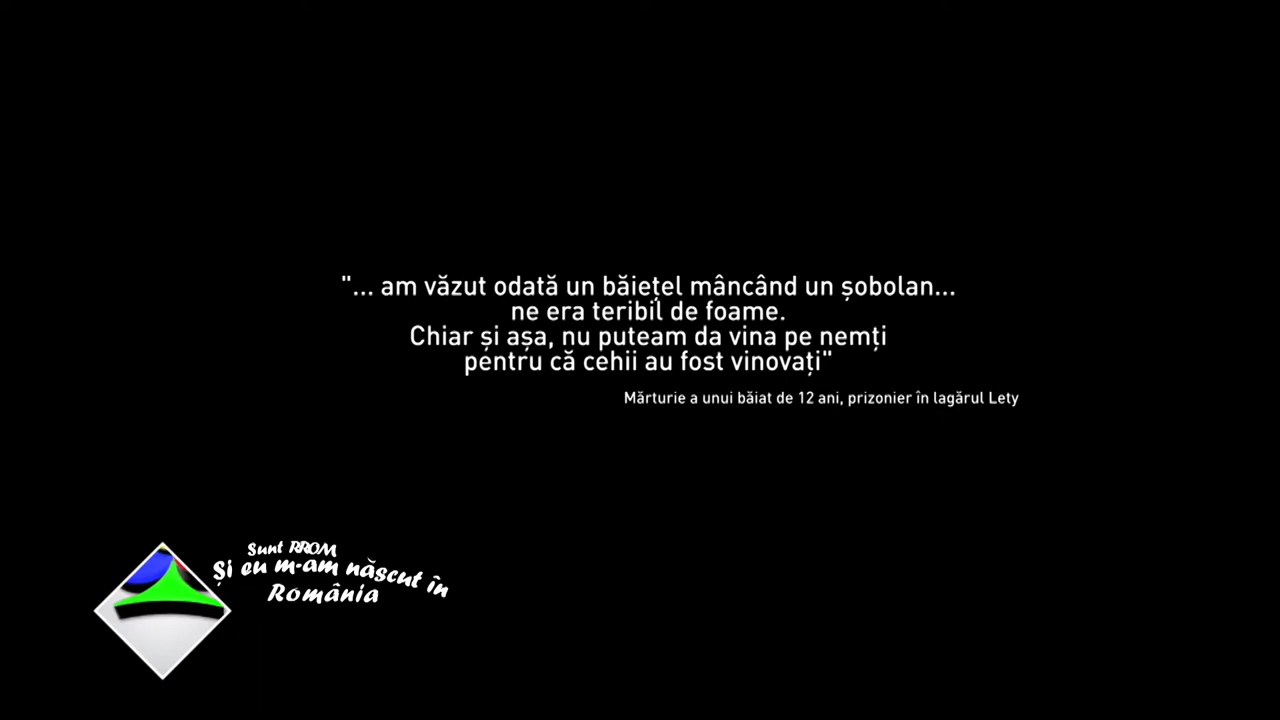 "... am văzut odată un băiețel mâncând un șobolan...
ne era teribil de foame.
Chiar și așa, nu puteam da vina pe nemți
pentru că cehii au fost vinovați"
Mărturie a unui băiat de 12 ani, prizonier în lagărul Lety
Sunt RROM
Și eu m-am născut în
România